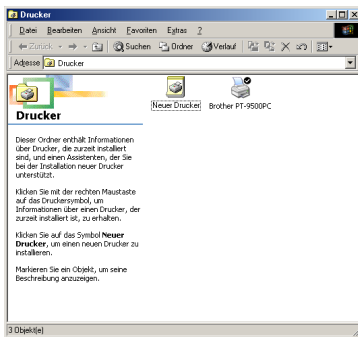 Drucker
Datei Bearbeiten Ansicht Favoriten Extras ?
Zurück Suchen Ordner Verlauf
Adresse Drucker
Drucker
Dieser Ordner enthält Informationen
über Drucker, die zurzeit installiert
sind, und einen Assistenten, der Sie
bei der Installation neuer Drucker
unterstützt.
Klicken Sie mit der rechten Maustaste
auf das Druckersymbol, um
Informationen über einen Drucker, der
zurzeit installiert ist, zu erhalten.
Klicken Sie auf das Symbol Neuer
Drucker, um einen neuen Drucker zu
installieren.
Markieren Sie ein Objekt, um seine
Beschreibung anzuzeigen.
Neuer Drucker Brother PT-9500PC
3 Objekt(e)